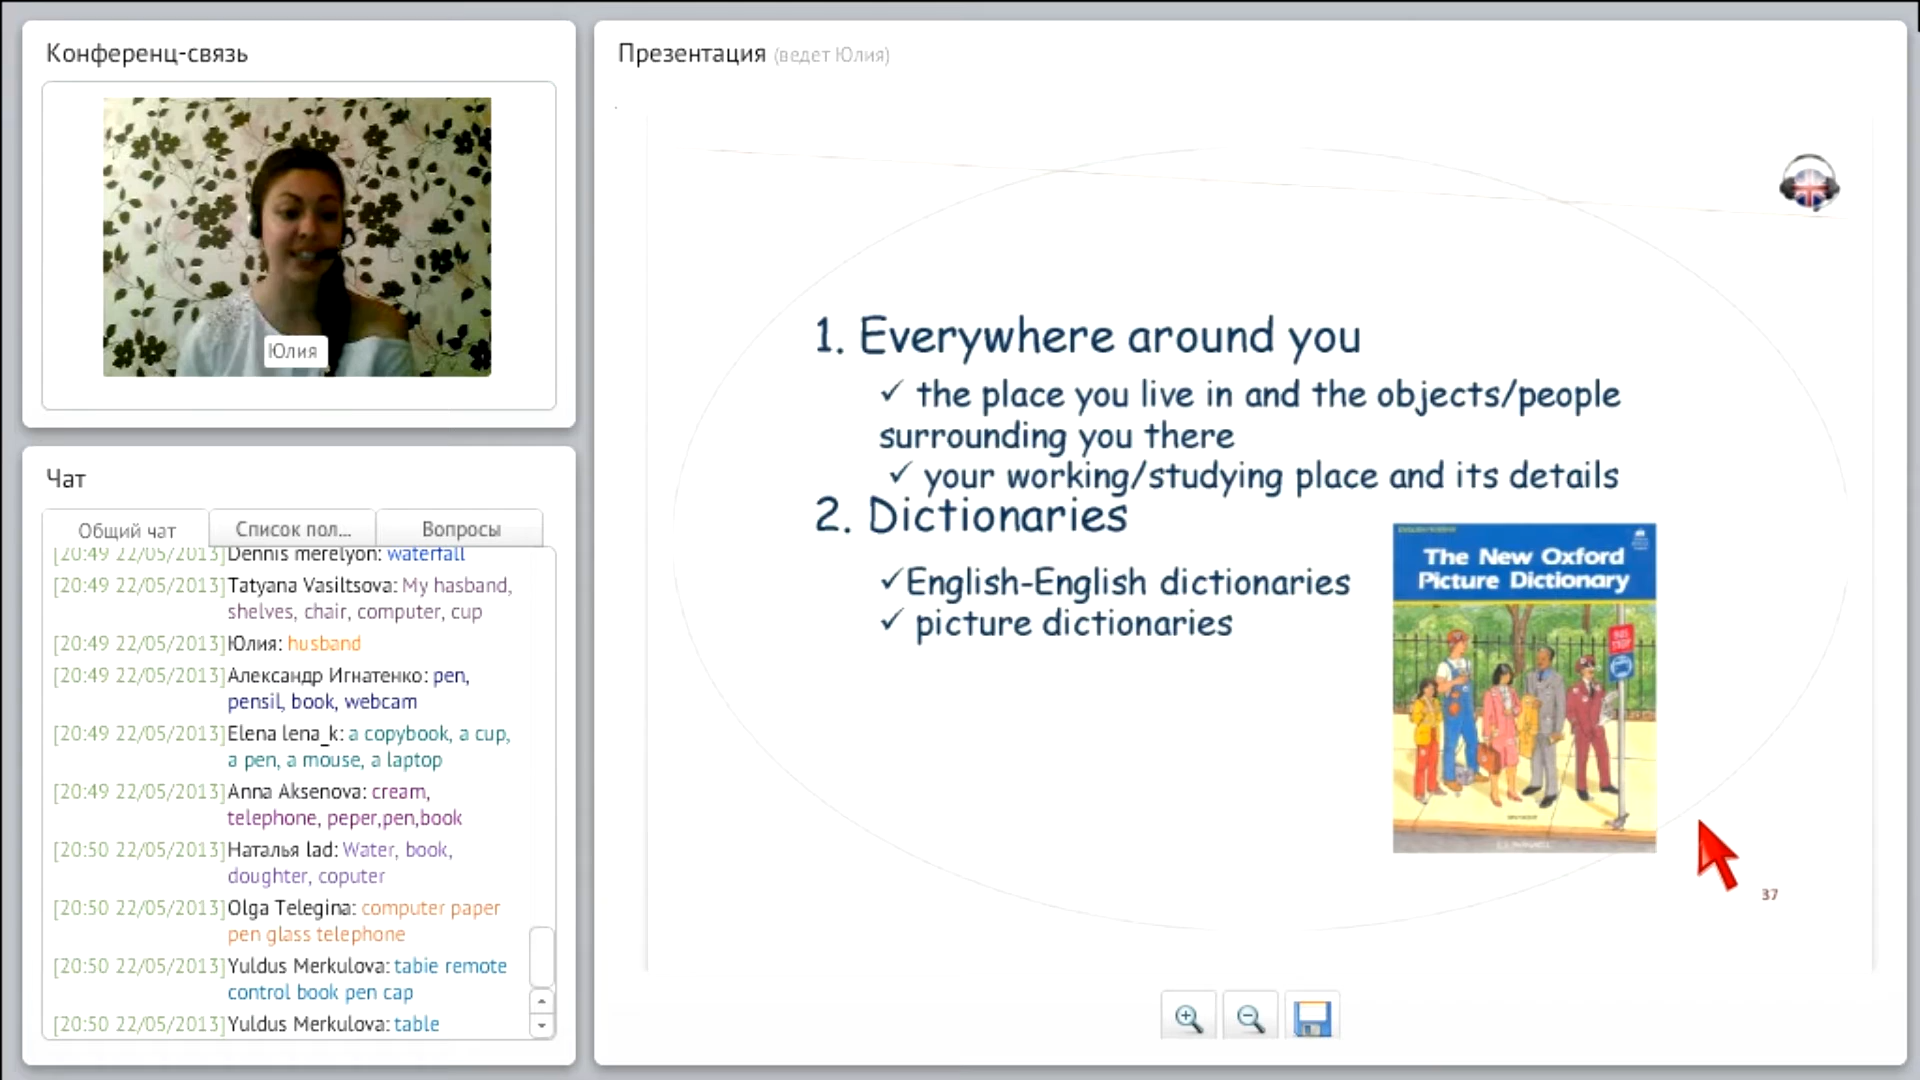 Конференц-связь
Юлия
Чат
Общий чат
Список пол...
Вопросы
[20:49 22/05/2013]Dennis merelyon: waterfall
[20:49 22/05/2013]Tatyana Vasiltsova: My hasband,
shelves, chair, computer, cup
[20:49 22/05/2013]Юлия: husband
[20:49 22/05/2013]Александр Игнатенко: pen,
pensil, book, webcam
[20:49 22/05/2013]Elena lena_k: a copybook, a cup,
a pen, a mouse, a laptop
[20:49 22/05/2013]Anna Aksenova: cream,
telephone, peper,pen,book
[20:50 22/05/2013]Наталья lad: Water, book,
doughter, coputer
[20:50 22/05/2013]Olga Telegina: computer paper
pen glass telephone
[20:50 22/05/2013]Yuldus Merkulova: tabie remote
control book pen cap
[20:50 22/05/2013]Yuldus Merkulova: table
Презентация (ведет Юлия)
1. Everywhere around you
✓ the place you live in and the objects/people
surrounding you there
✓ your working/studying place and its details
2. Dictionaries
✓English-English dictionaries
✓ picture dictionaries
The New Oxford
Picture Dictionary
BUS
STOP
37